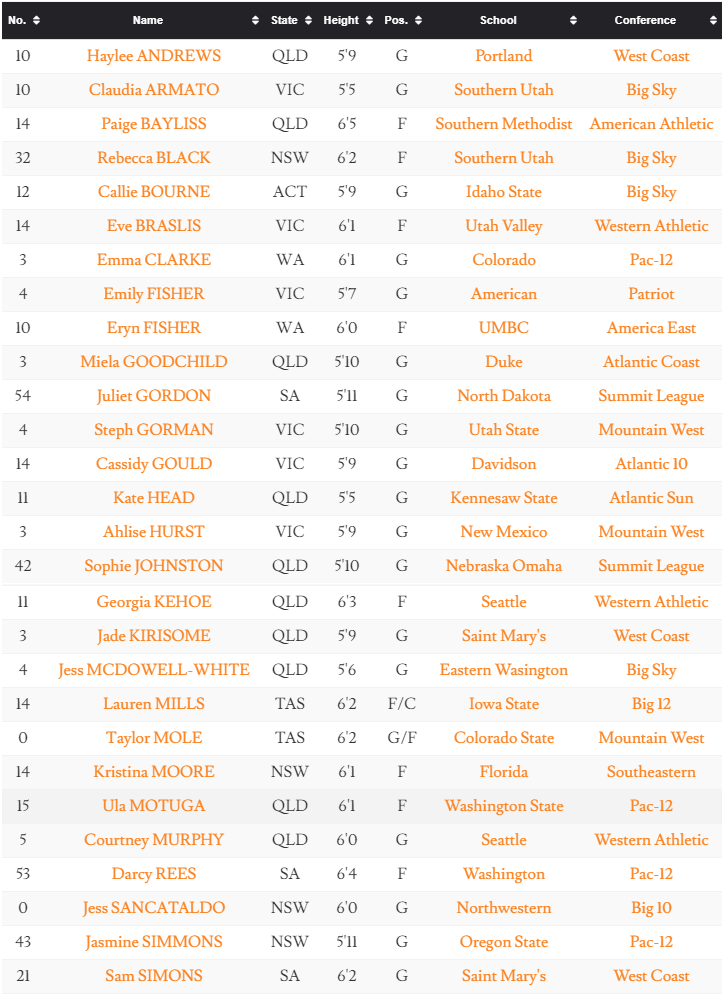 No. Name State Height Pos. School Conference
10 Haylee ANDREWS QLD 5'9 G Portland West Coast
10 Claudia ARMATO VIC 5'5 G Southern Utah Big Sky
14 Paige BAYLISS QLD 6'5 F Southern Methodist American Athletic
32 Rebecca BLACK NSW 6'2 F Southern Utah Big Sky
12 Callie BOURNE ACT 5'9 G Idaho State Big Sky
14 Eve BRASLIS VIC 6'1 F Utah Valley Western Athletic
3 Emma CLARKE WA 6'1 G Colorado Pac-12
4 Emily FISHER VIC 5'7 G American Patriot
10 Eryn FISHER WA 6'0 F UMBC America East
3 Miela GOODCHILD QLD 5'10 G Duke Atlantic Coast
54 Juliet GORDON SA 5'11 G North Dakota Summit League
4 Steph GORMAN VIC 5'10 G Utah State Mountain West
14 Cassidy GOULD VIC 5'9 G Davidson Atlantic 10
11 Kate HEAD QLD 5'5 G Kennesaw State Atlantic Sun
3 Ahlise HURST VIC 5'9 G New Mexico Mountain West
42 Sophie JOHNSTON QLD 5'10 G Nebraska Omaha Summit League
11 Georgia KEHOE QLD 6'3 F Seattle Western Athletic
3 Jade KIRISOME QLD 5'9 G Saint Mary's West Coast
4 Jess MCDOWELL-WHITE QLD 5'6 G Eastern Wasington Big Sky
14 Lauren MILLS TAS 6'2 F/C Iowa State Big 12
0 Taylor MOLE TAS 6'2 G/F Colorado State Mountain West
14 Kristina MOORE NSW 6'1 F Florida Southeastern
15 Ula MOTUGA QLD 6'1 F Washington State Pac-12
5 Courtney MURPHY QLD 6'0 G Seattle Western Athletic
53 Darcy REES SA 6'4 F Washington Pac-12
0 Jess SANCATALDO NSW 6'0 G Northwestern Big 10
43 Jasmine SIMMONS NSW 5'11 G Oregon State Pac-12
21 Sam SIMONS SA 6'2 G Saint Mary's West Coast